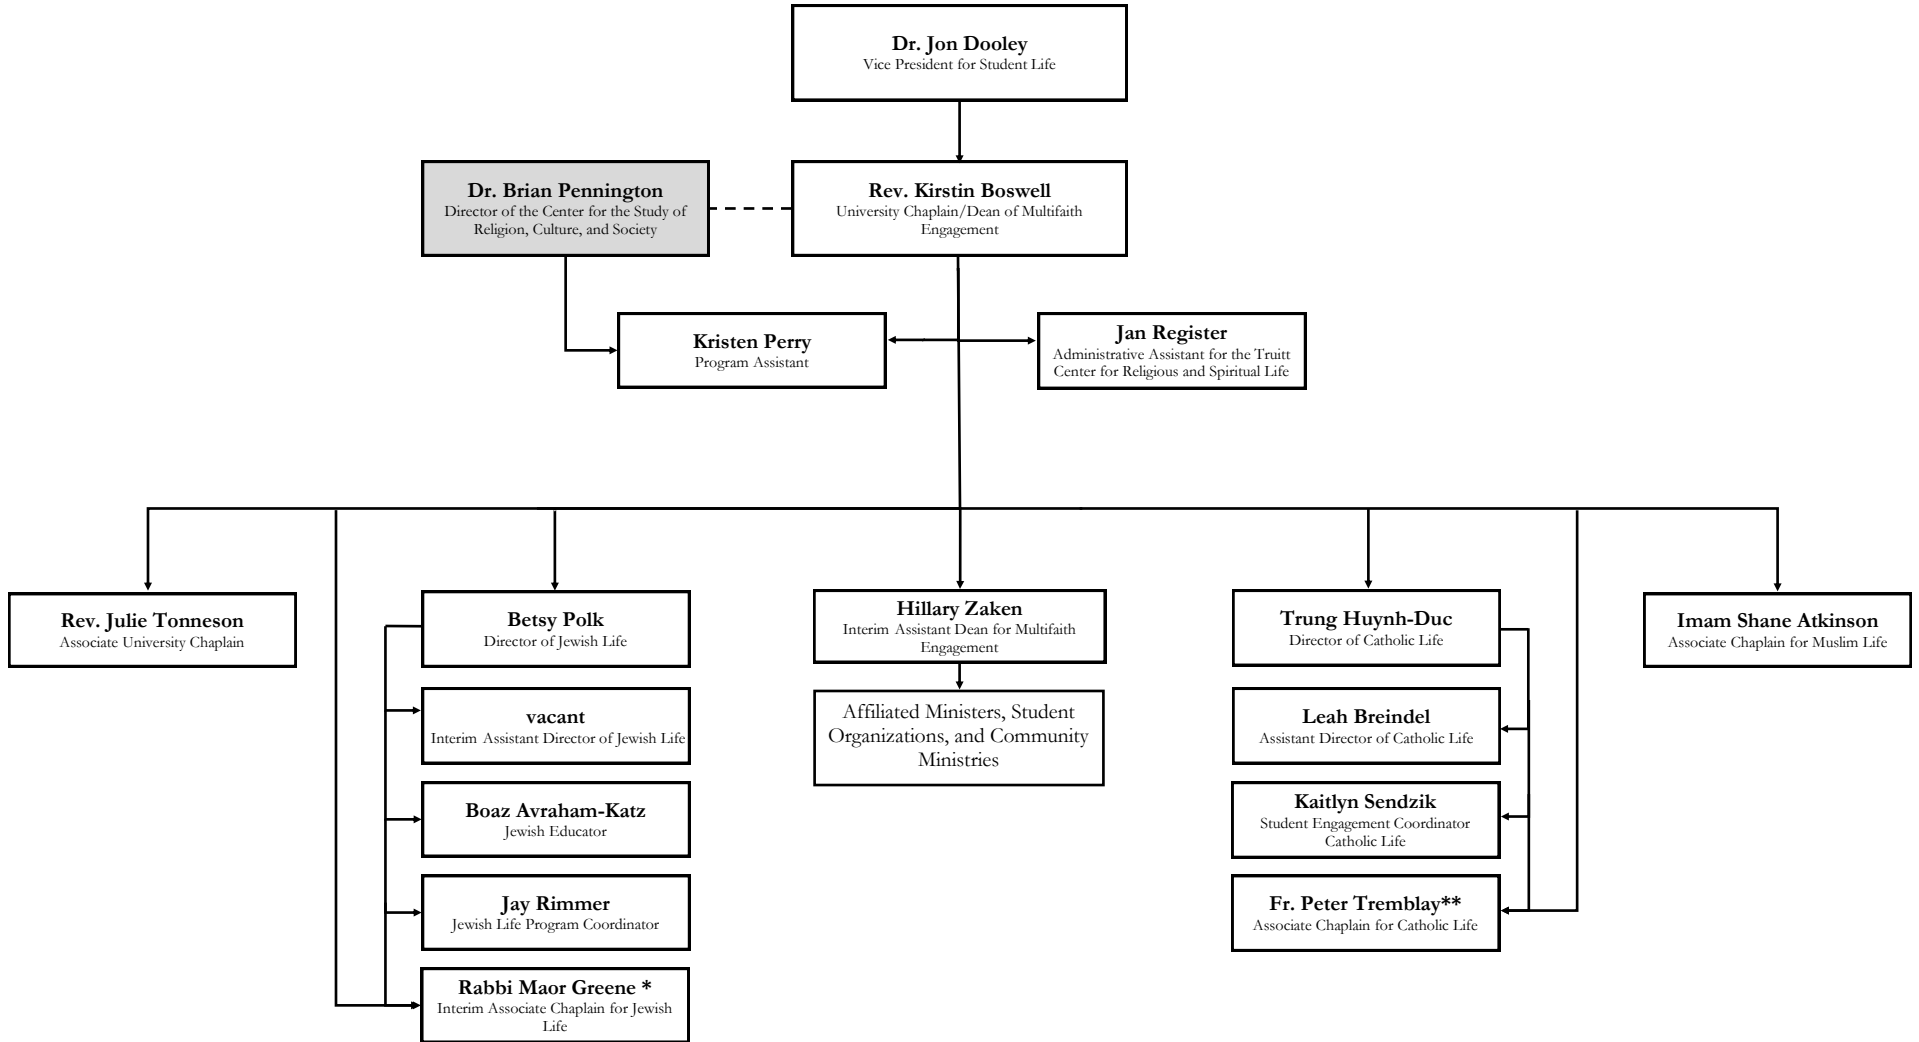 Dr. Jon Dooley
Vice President for Student Life
Dr. Brian Pennington
Director of the Center for the Study of
Religion, Culture, and Society
Rev. Kirstin Boswell
University Chaplain/Dean of Multifaith
Engagement
Kristen Perry
Program Assistant
Jan Register
Administrative Assistant for the Truitt
Center for Religious and Spiritual Life
Rev. Julie Tonneson
Associate University Chaplain
Betsy Polk
Director of Jewish Life
vacant
Interim Assistant Director of Jewish Life
Boaz Avraham-Katz
Jewish Educator
Jay Rimmer
Jewish Life Program Coordinator
Rabbi Maor Greene *
Interim Associate Chaplain for Jewish
Life
Hillary Zaken
Interim Assistant Dean for Multifaith
Engagement
Affiliated Ministers, Student
Organizations, and Community
Ministries
Trung Huynh-Duc
Director of Catholic Life
Leah Breindel
Assistant Director of Catholic Life
Kaitlyn Sendzik
Student Engagement Coordinator
Catholic Life
Fr. Peter Tremblay**
Associate Chaplain for Catholic Life
Imam Shane Atkinson
Associate Chaplain for Muslim Life